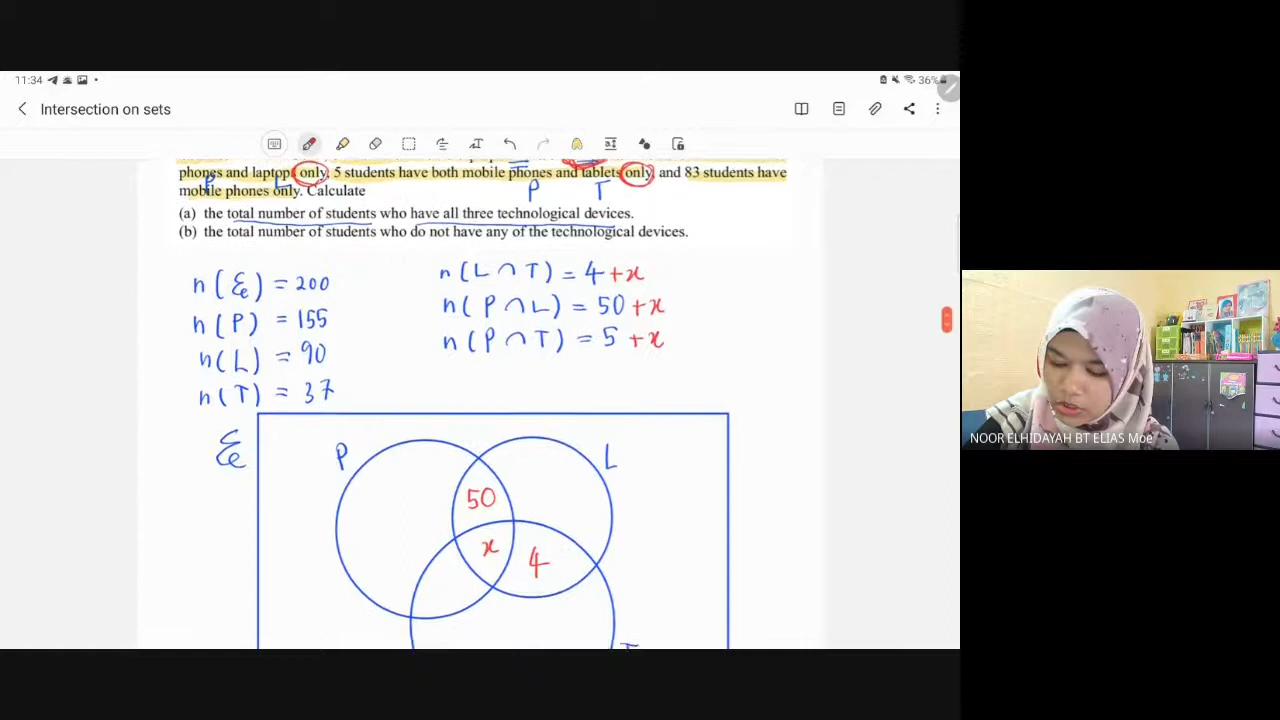 11:34
36%
Intersection on sets
phones and laptops only, 5 students have both mobile phones and tablets only, and 83 students have
P L P T
mobile phones only. Calculate
(a) the total number of students who have all three technological devices.
(b) the total number of students who do not have any of the technological devices.
n(ξ) = 200
n(P) = 155
n(L) = 90
n(T) = 37
n(L ∩ T) = 4 + x
n(P ∩ L) = 50 + x
n(P ∩ T) = 5 + x
ξ
P
L
50
x
4
NOOR ELHIDAYAH BT ELIAS Moe